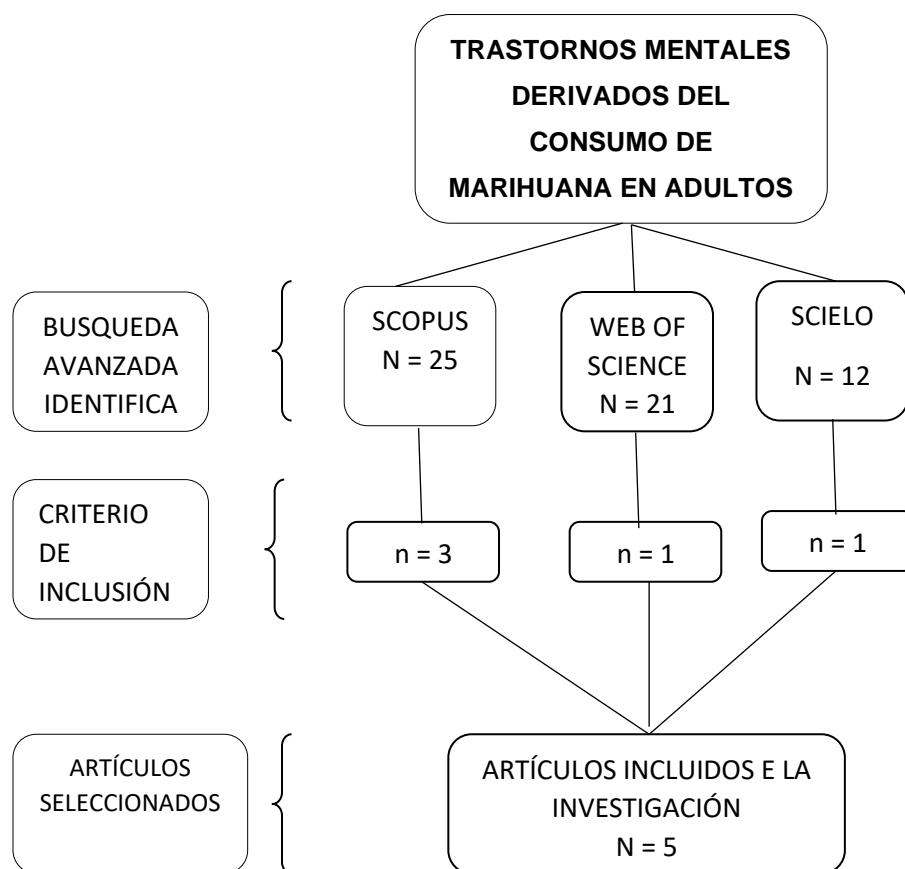 TRASTORNOS MENTALES
DERIVADOS DEL
CONSUMO DE
MARIHUANA EN ADULTOS
BUSQUEDA
AVANZADA
IDENTIFICA
SCOPUS
N = 25
WEB OF
SCIENCE
N = 21
SCIELO
N = 12
CRITERIO
DE
INCLUSIÓN
n = 3
n = 1
n = 1
ARTÍCULOS
SELECCIONADOS
ARTÍCULOS INCLUIDOS E LA
INVESTIGACIÓN
N = 5